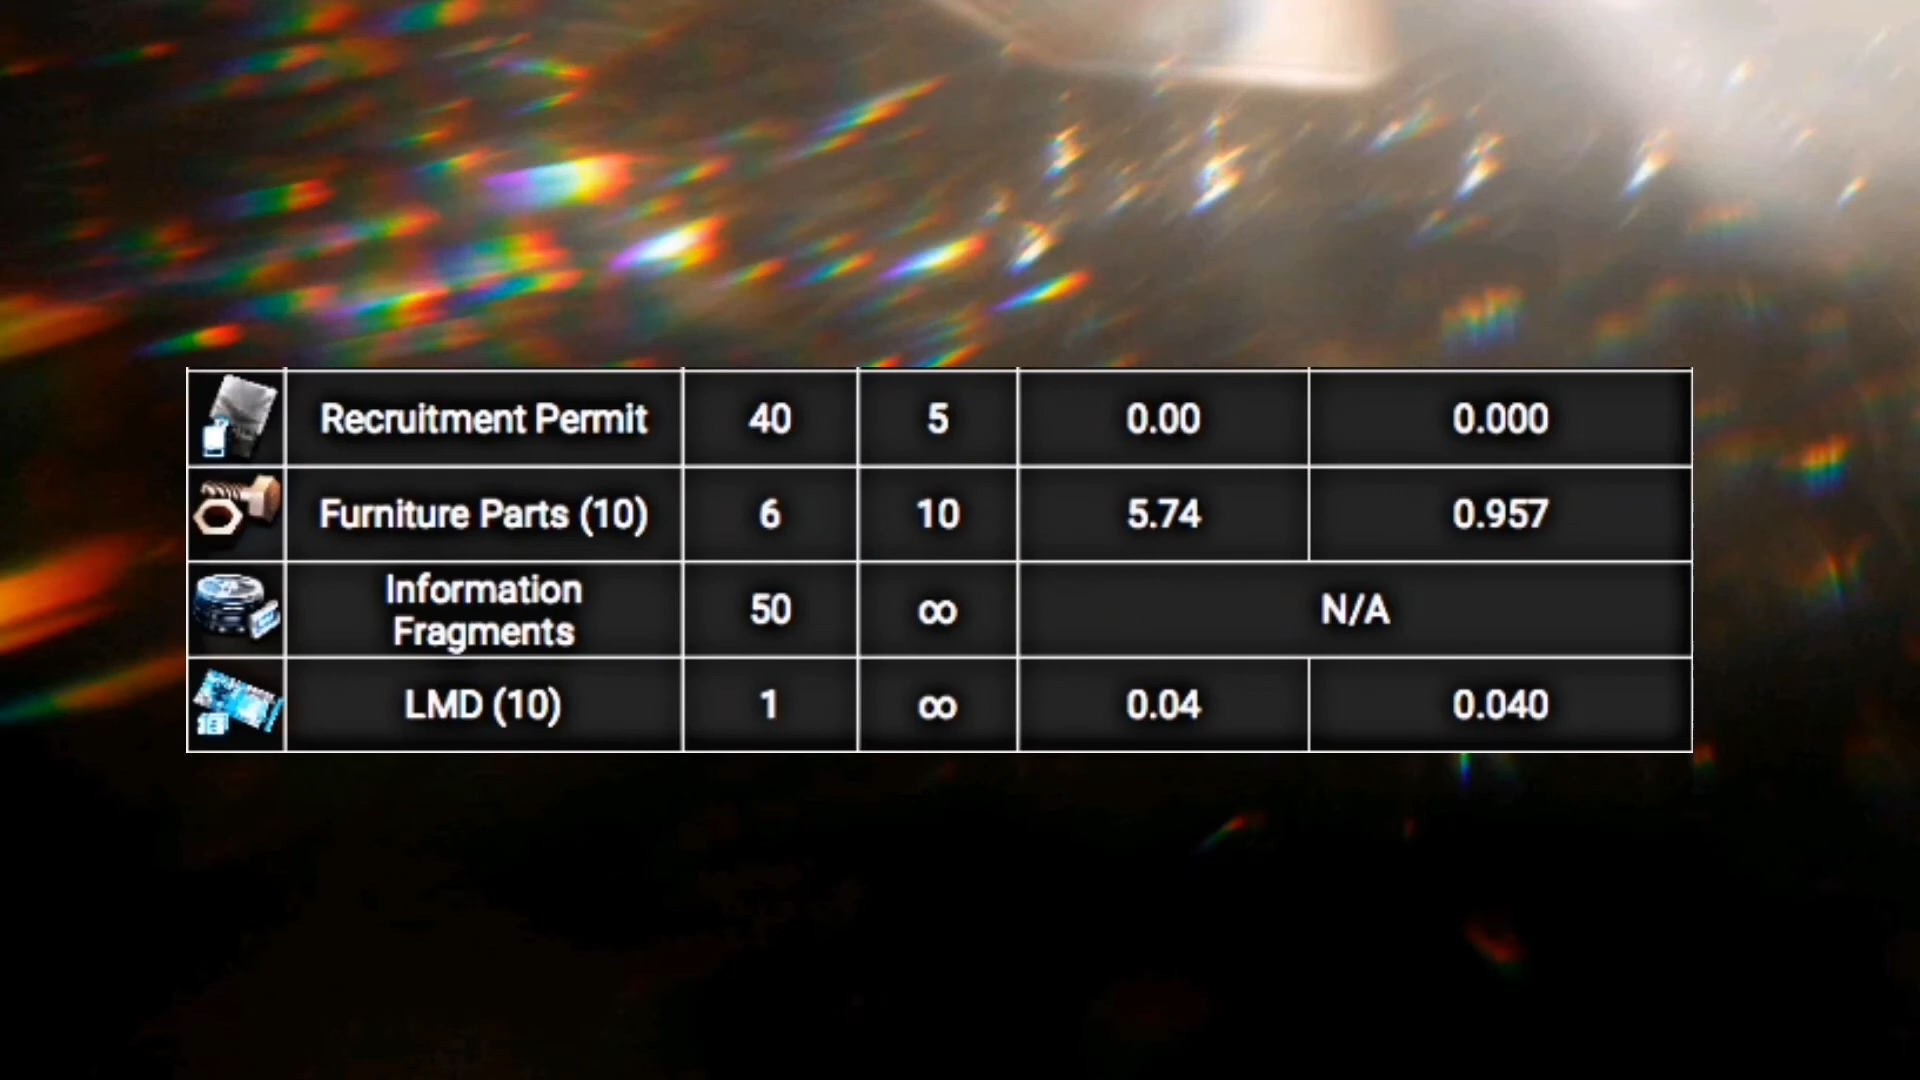 Recruitment Permit 40 5 0.00 0.000
Furniture Parts (10) 6 10 5.74 0.957
Information
Fragments 50 ∞ N/A
LMD (10) 1 ∞ 0.04 0.040